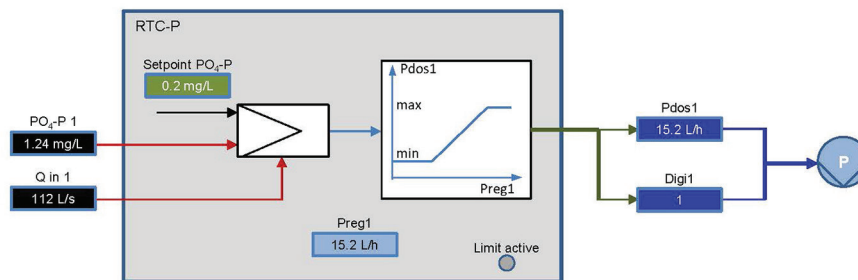 RTC-P
Setpoint PO₄-P
0.2 mg/L
PO₄-P 1
1.24 mg/L
Q in 1
112 L/s
Pdos1
max
min
Preg1
Preg1
15.2 L/h
Limit active
Pdos1
15.2 L/h
Digi1
1
P